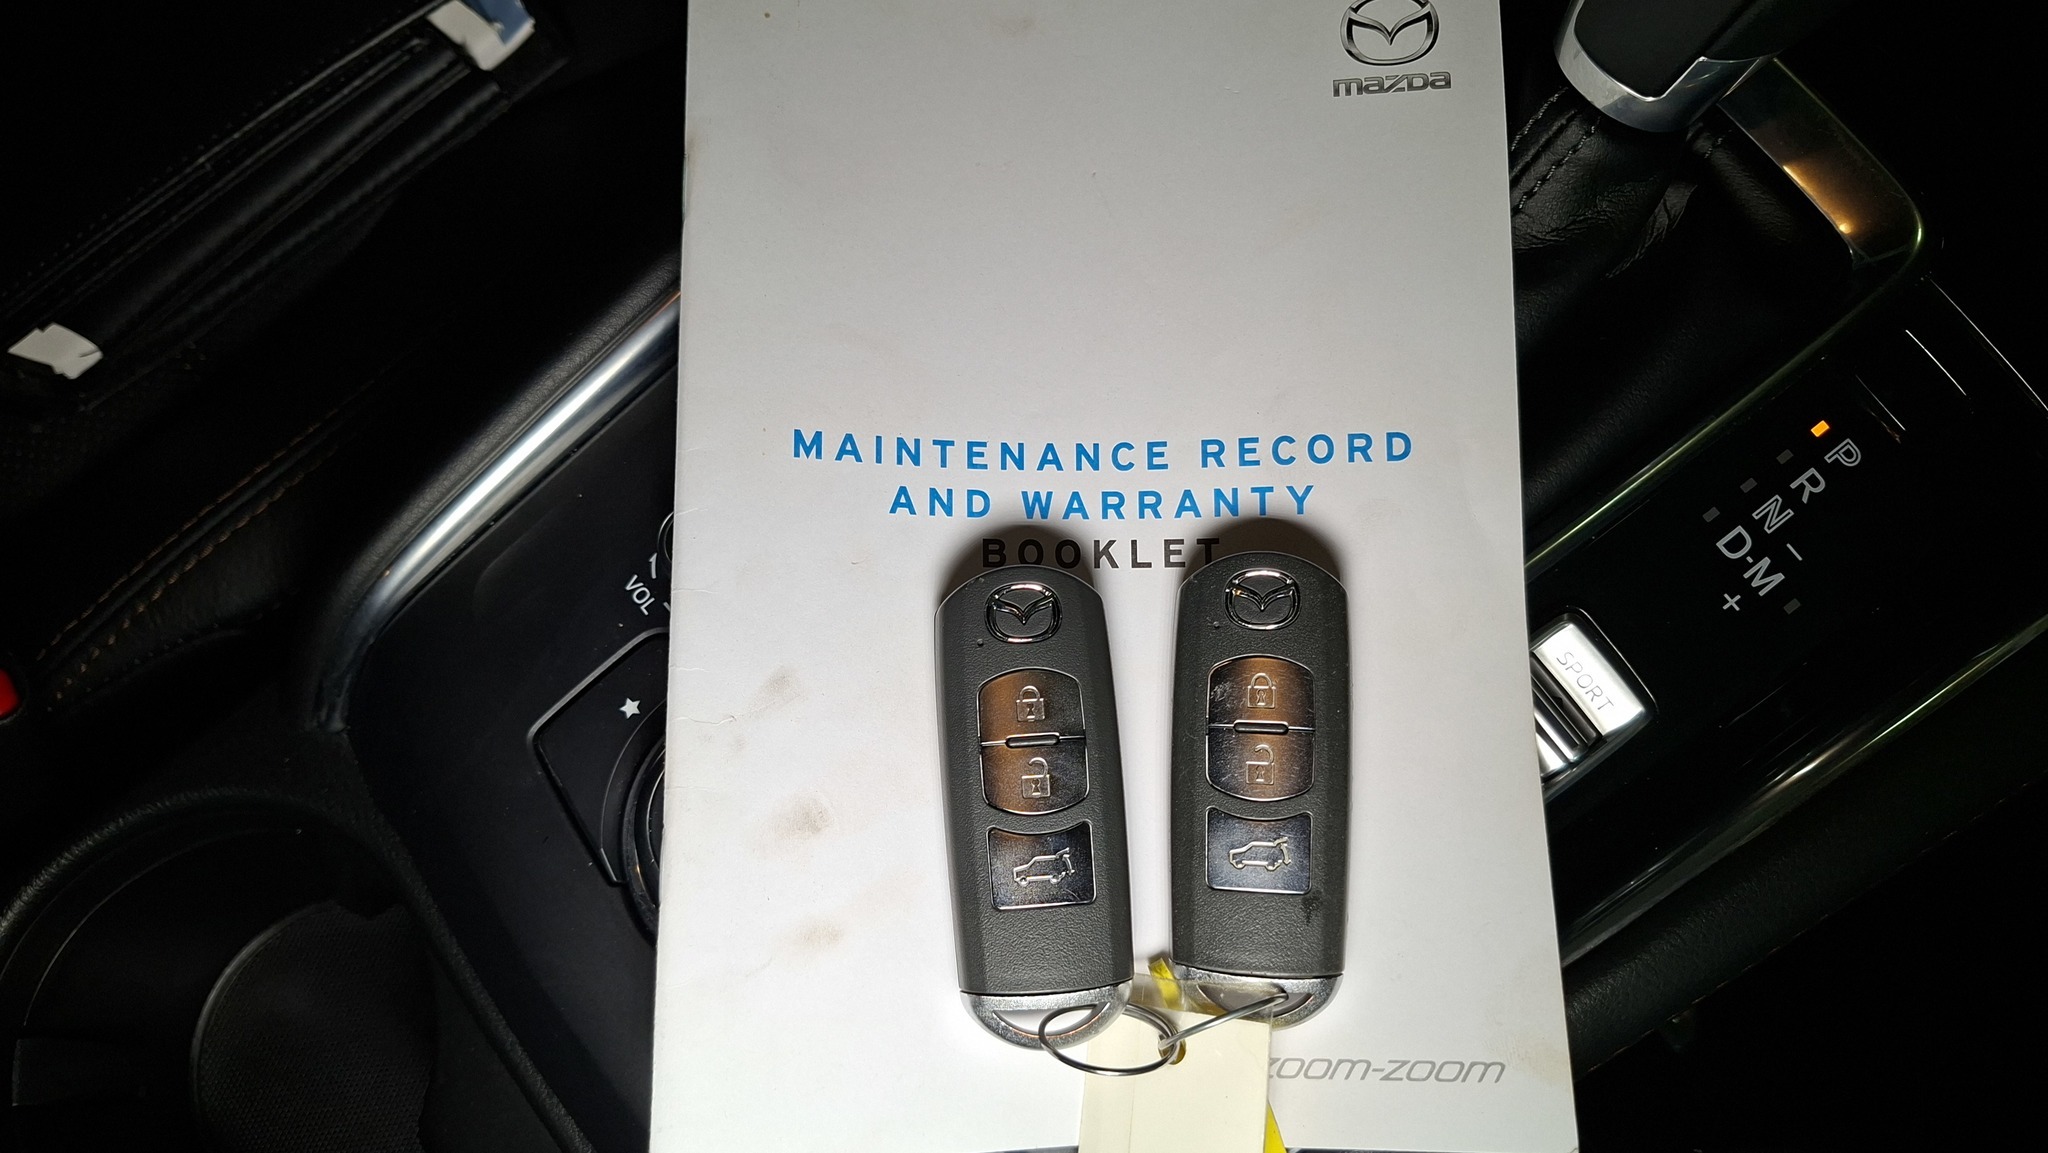 mazda
MAINTENANCE RECORD
AND WARRANTY
BOOKLET
VOL
P
R
N
D-M
−
+
SPORT
zoom-zoom